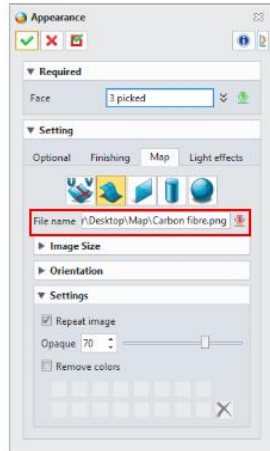 Appearance
Required
Face 3 picked
Setting
Optional Finishing Map Light effects
File name r\Desktop\Map\Carbon fibre.png
Image Size
Orientation
Settings
Repeat image
Opaque 70
Remove colors